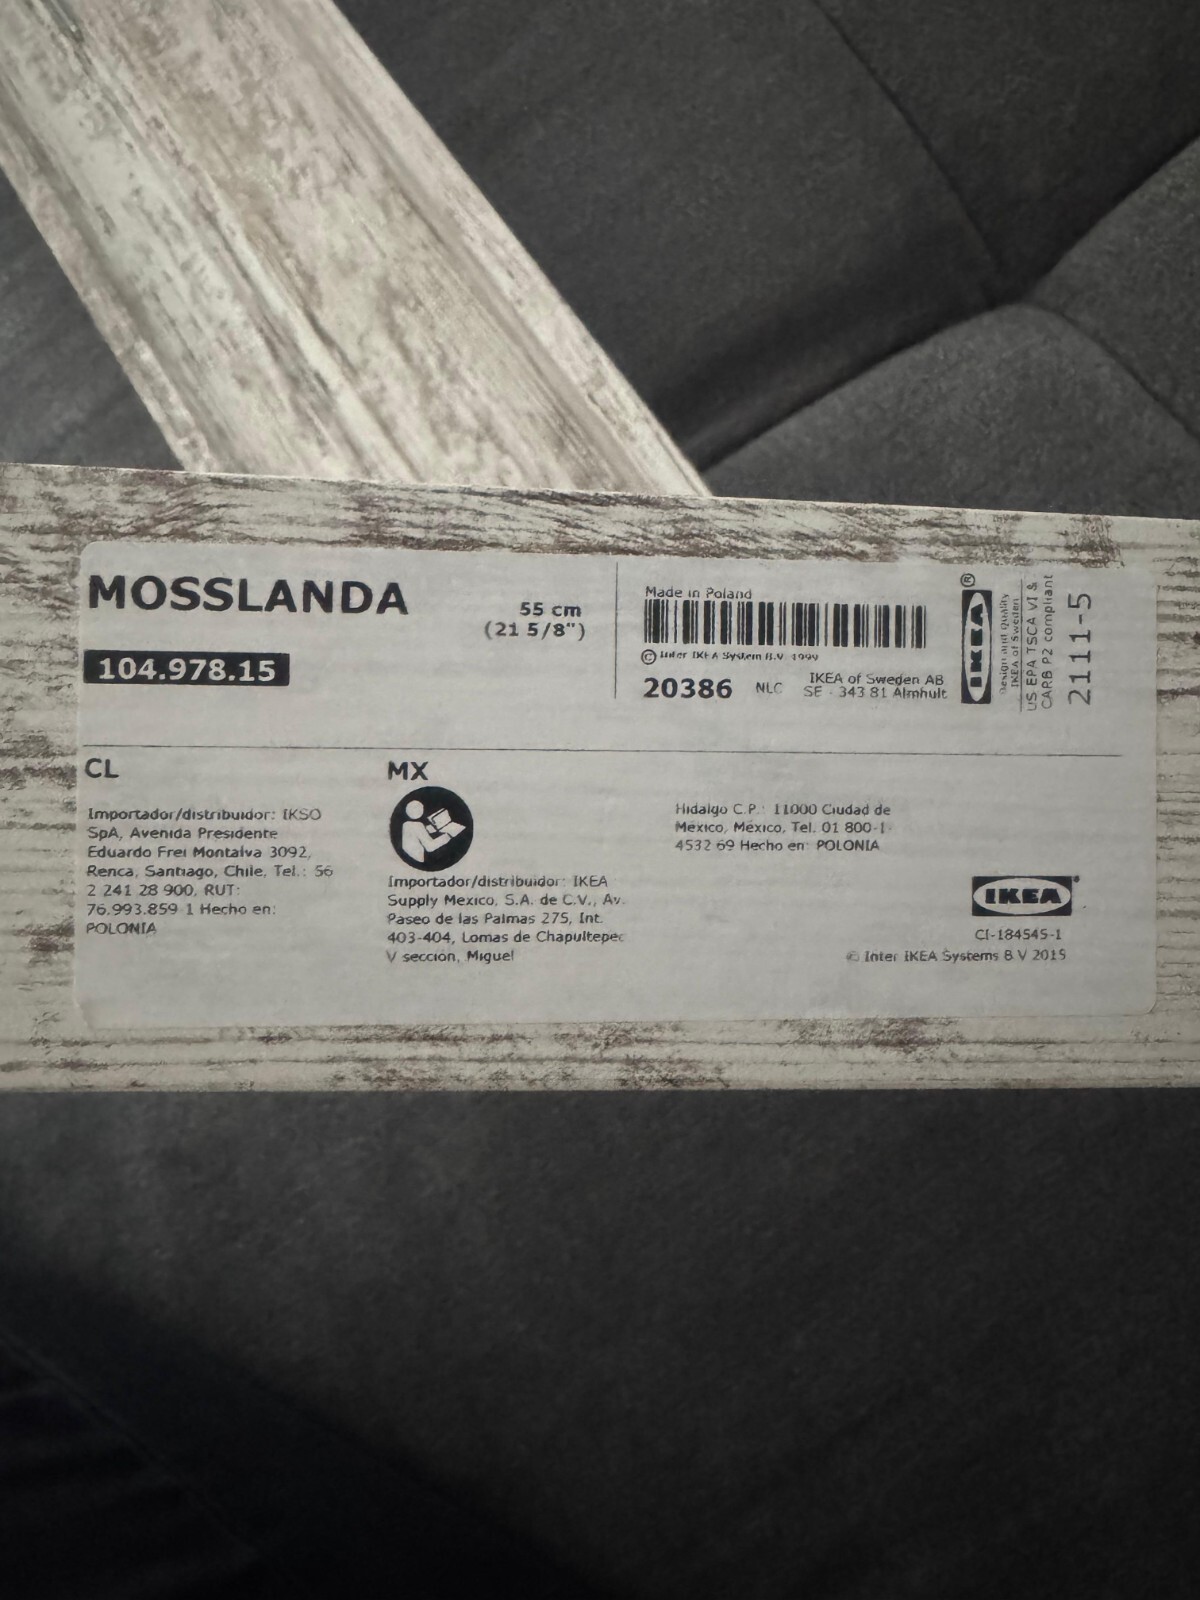 MOSSLANDA
55 cm
(21 5/8")
104.978.15
Made in Poland
© Inter IKEA System B.V. 1999
20386 NLC
IKEA of Sweden AB
SE - 343 81 Älmhult
IKEA®
Design and Quality
IKEA of Sweden
US EPA TSCA VI &
CARB P2 compliant
2111-5
CL
Importador/distribuidor: IKSO
SpA, Avenida Presidente
Eduardo Frei Montalva 3092,
Renca, Santiago, Chile, Tel.: 56
2 241 28 900, RUT:
76.993.859 1 Hecho en:
POLONIA
MX
Importador/distribuidor: IKEA
Supply Mexico, S.A. de C.V., Av.
Paseo de las Palmas 275, Int.
403-404, Lomas de Chapultepec
V sección, Miguel
Hidalgo C.P.: 11000 Ciudad de
México, México, Tel. 01 800-1-
4532 69 Hecho en: POLONIA
IKEA®
CI-184545-1
© Inter IKEA Systems B V 2015